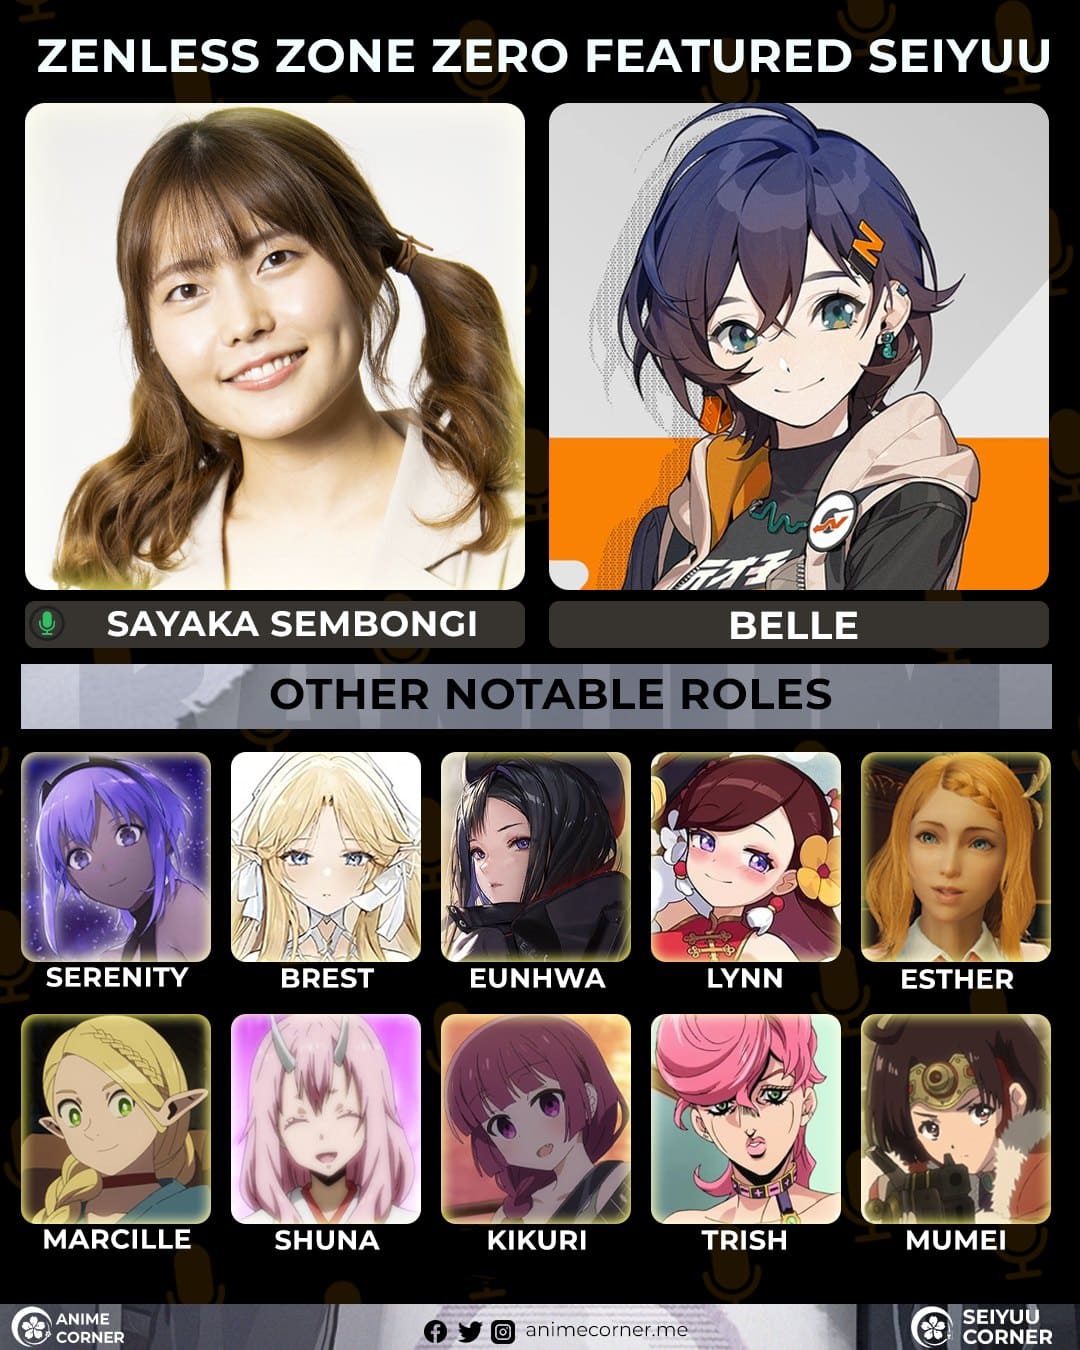 ZENLESS ZONE ZERO FEATURED SEIYUU
N
SAYAKA SEMBONGI
BELLE
OTHER NOTABLE ROLES
SERENITY
BREST
EUNHWA
LYNN
ESTHER
MARCILLE
SHUNA
KIKURI
TRISH
MUMEI
ANIME
CORNER
animecorner.me
SEIYUU
CORNER